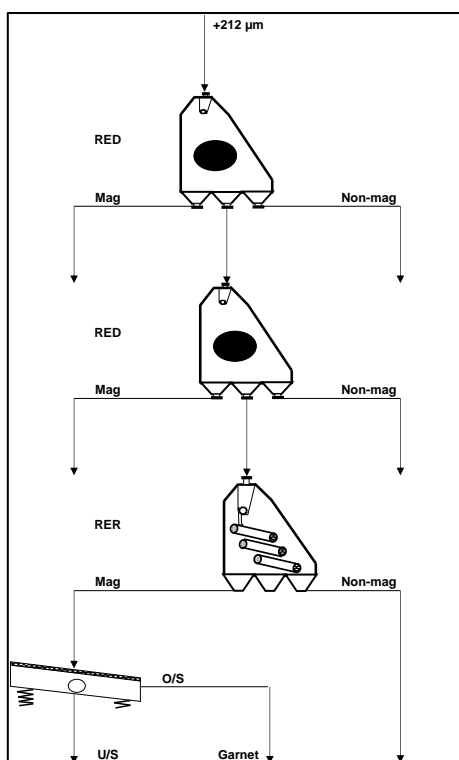 +212 µm
RED
Mag Non-mag
RED
Mag Non-mag
RER
Mag Non-mag
O/S
U/S Garnet